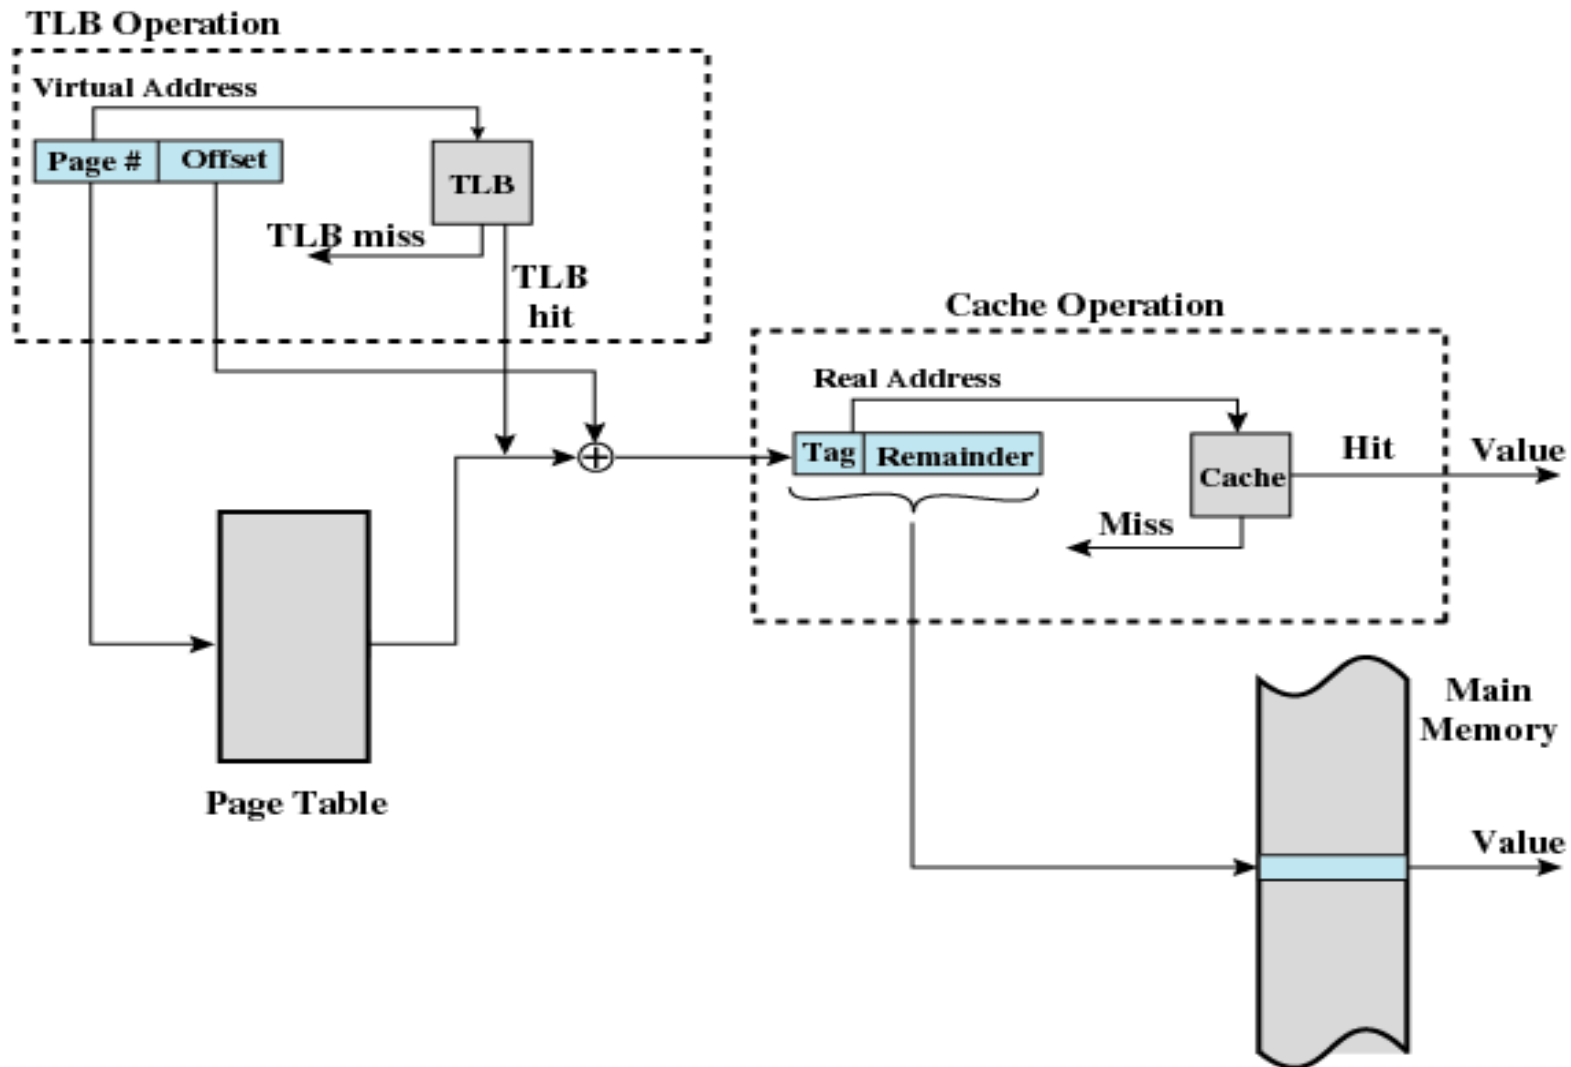 TLB Operation
Virtual Address
Page # Offset
TLB
TLB miss
TLB
hit
Cache Operation
Real Address
Tag Remainder
Cache
Hit
Value
Miss
Page Table
Main
Memory
Value